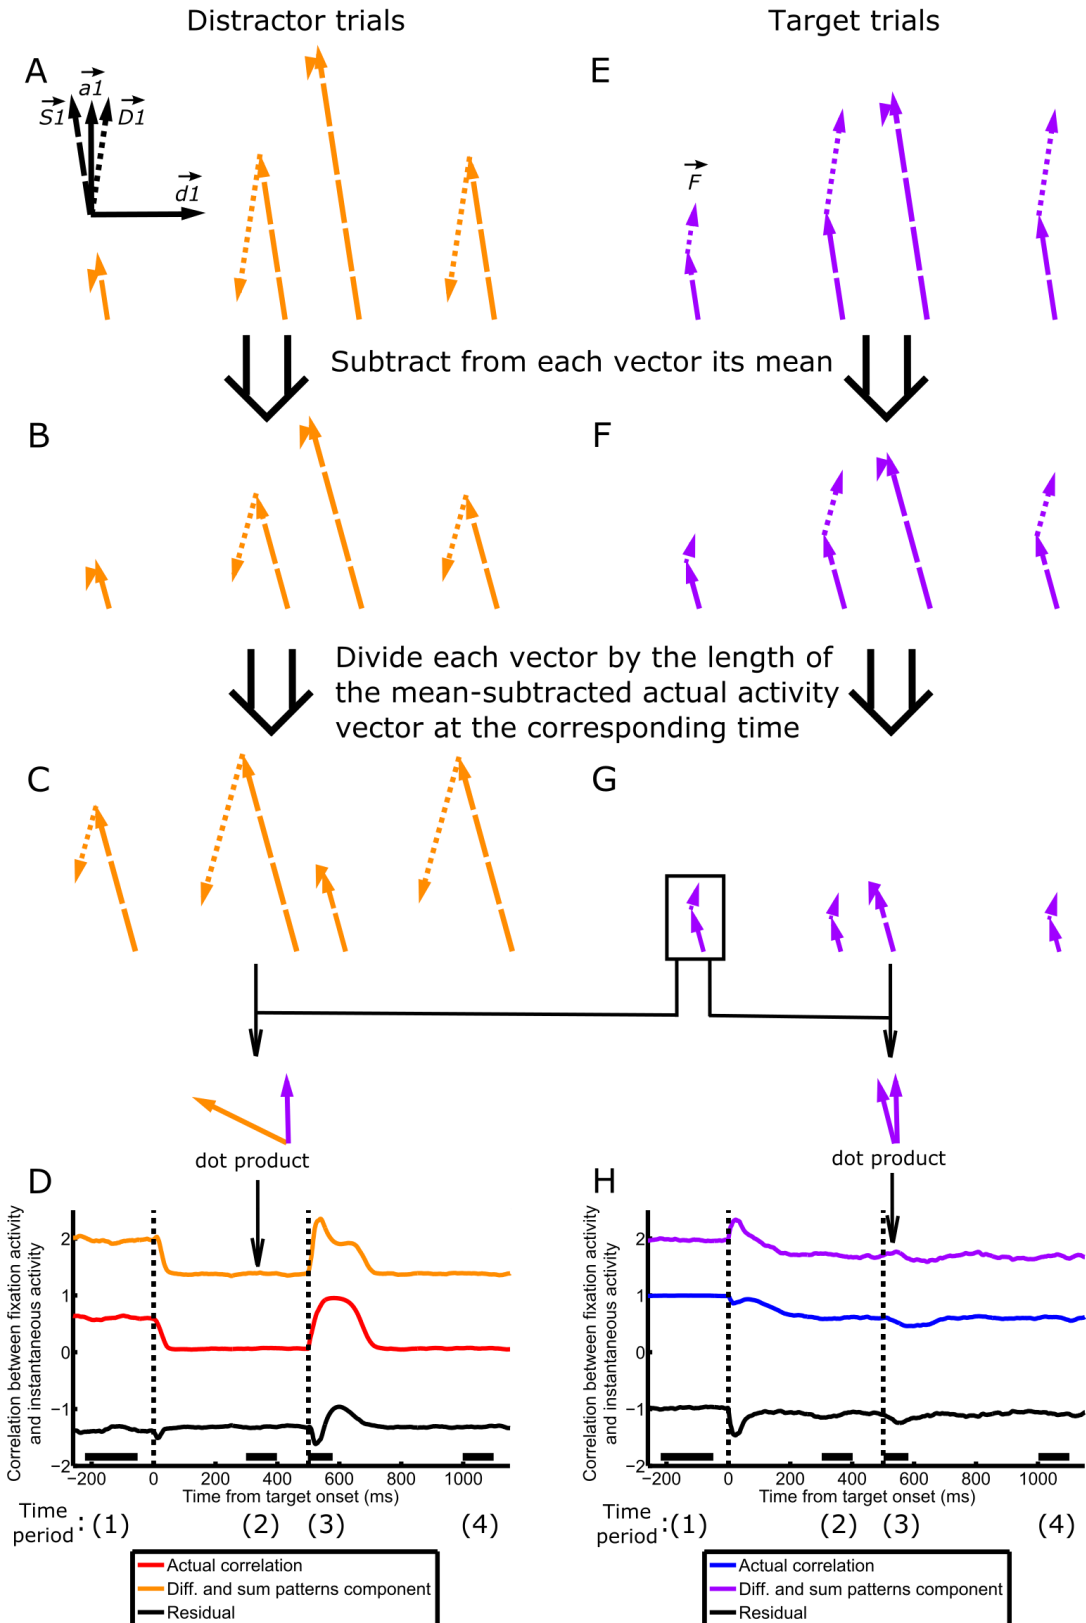 Distractor trials
Target trials
A
a1
S1
D1
d1
E
F
Subtract from each vector its mean
B
F
Divide each vector by the length of
the mean-subtracted actual activity
vector at the corresponding time
C
G
dot product
dot product
D
Correlation between fixation activity
and instantaneous activity
2
1
0
−1
−2
−200
0
200
400
600
800
1000
Time from target onset (ms)
Time
period
: (1)
(2)
(3)
(4)
Actual correlation
Diff. and sum patterns component
Residual
H
Correlation between fixation activity
and instantaneous activity
2
1
0
−1
−2
−200
0
200
400
600
800
1000
Time from target onset (ms)
Time
period
:(1)
(2)
(3)
(4)
Actual correlation
Diff. and sum patterns component
Residual